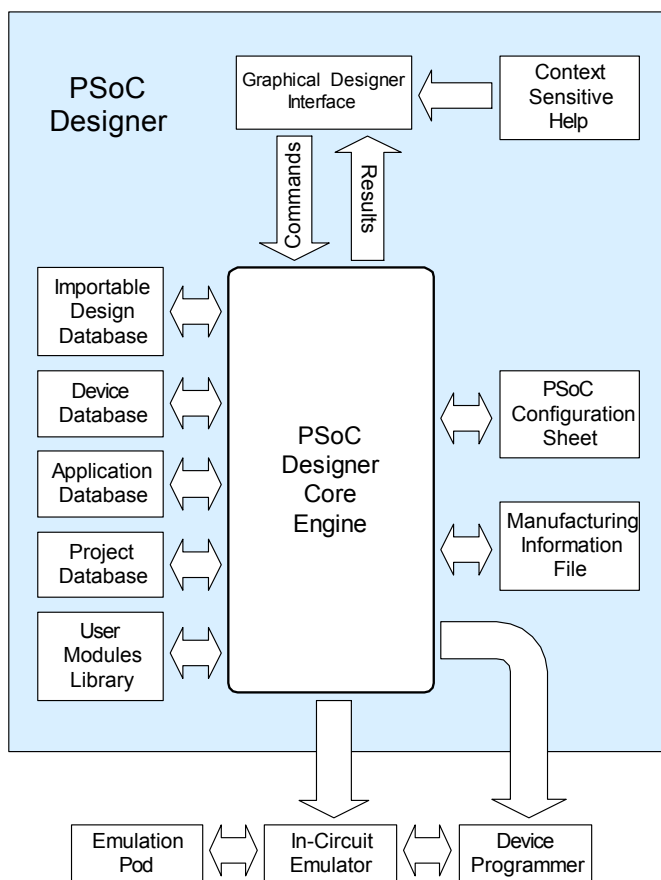 PSoC
Designer
Graphical Designer
Interface
Context
Sensitive
Help
Commands
Results
Importable
Design
Database
Device
Database
Application
Database
Project
Database
User
Modules
Library
PSoC
Designer
Core
Engine
PSoC
Configuration
Sheet
Manufacturing
Information
File
Emulation
Pod
In-Circuit
Emulator
Device
Programmer